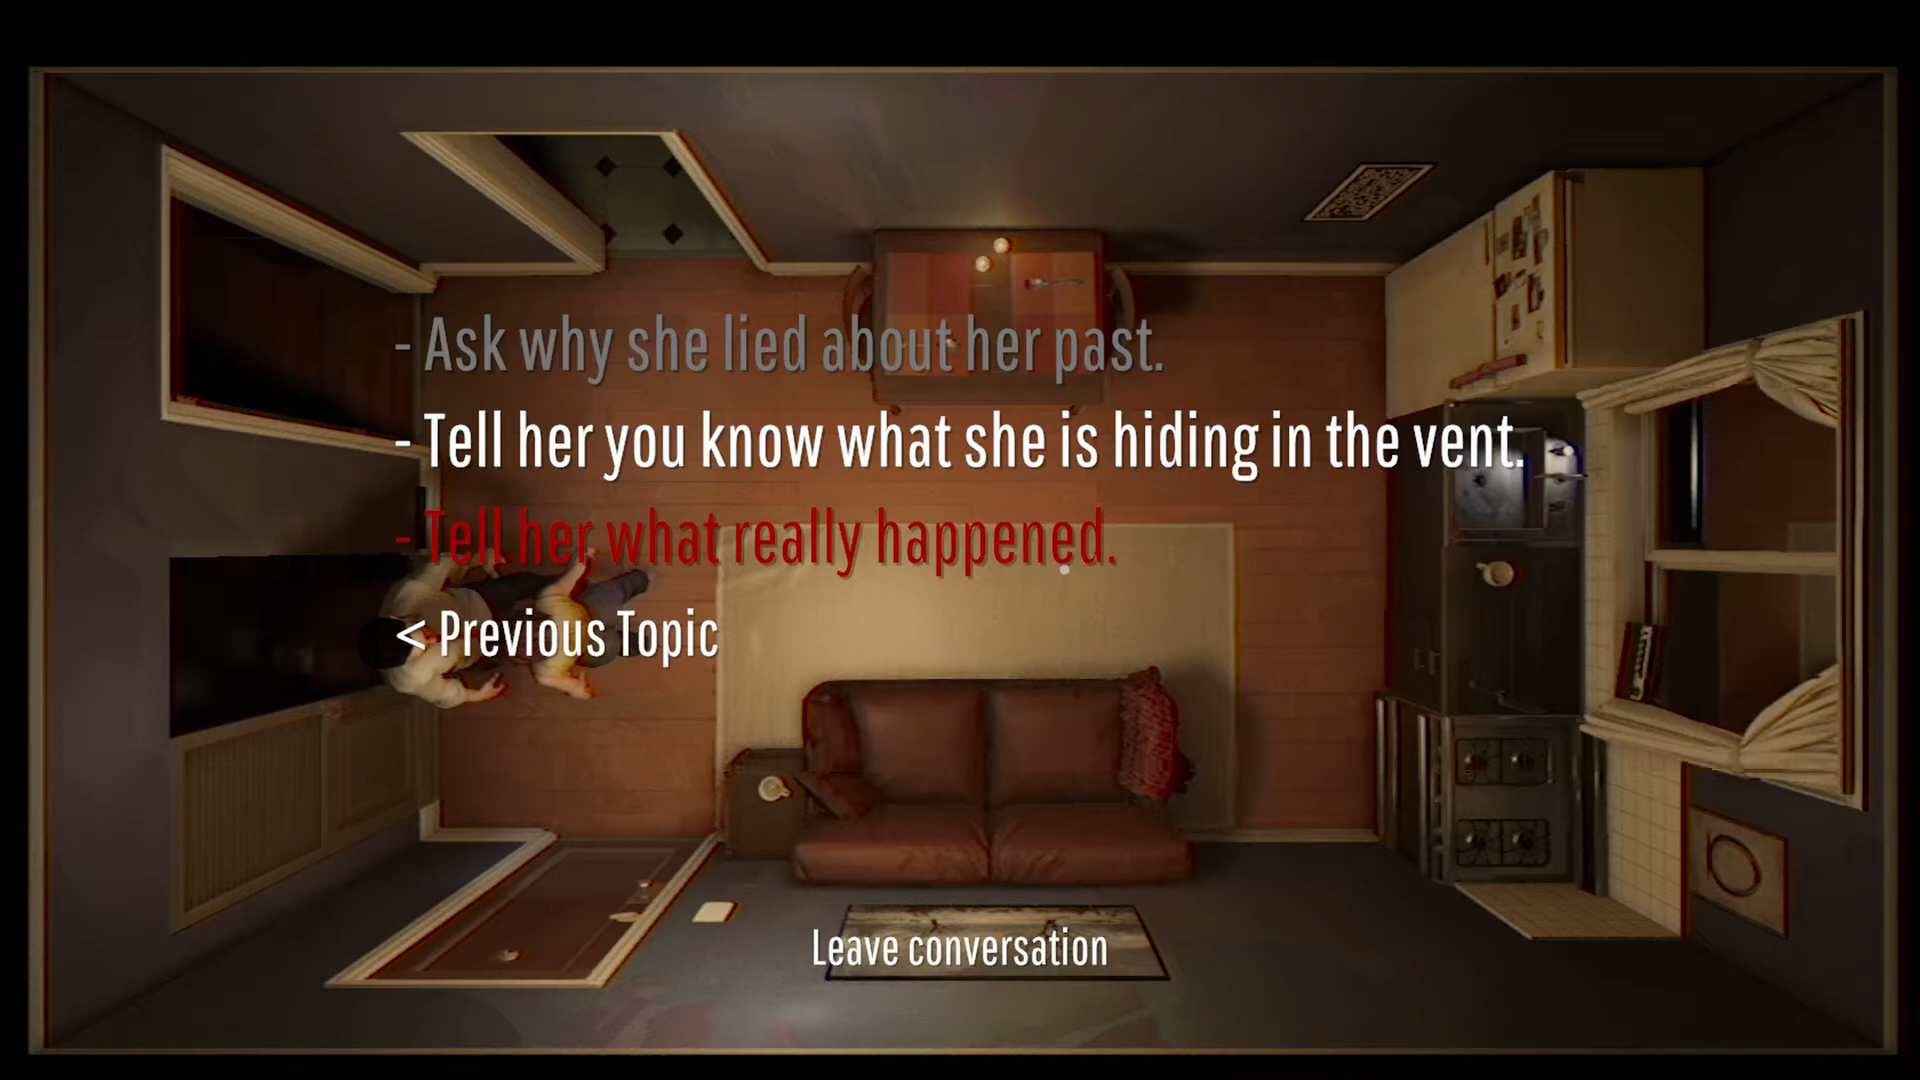 - Ask why she lied about her past.
- Tell her you know what she is hiding in the vent.
- Tell her what really happened.
< Previous Topic
Leave conversation